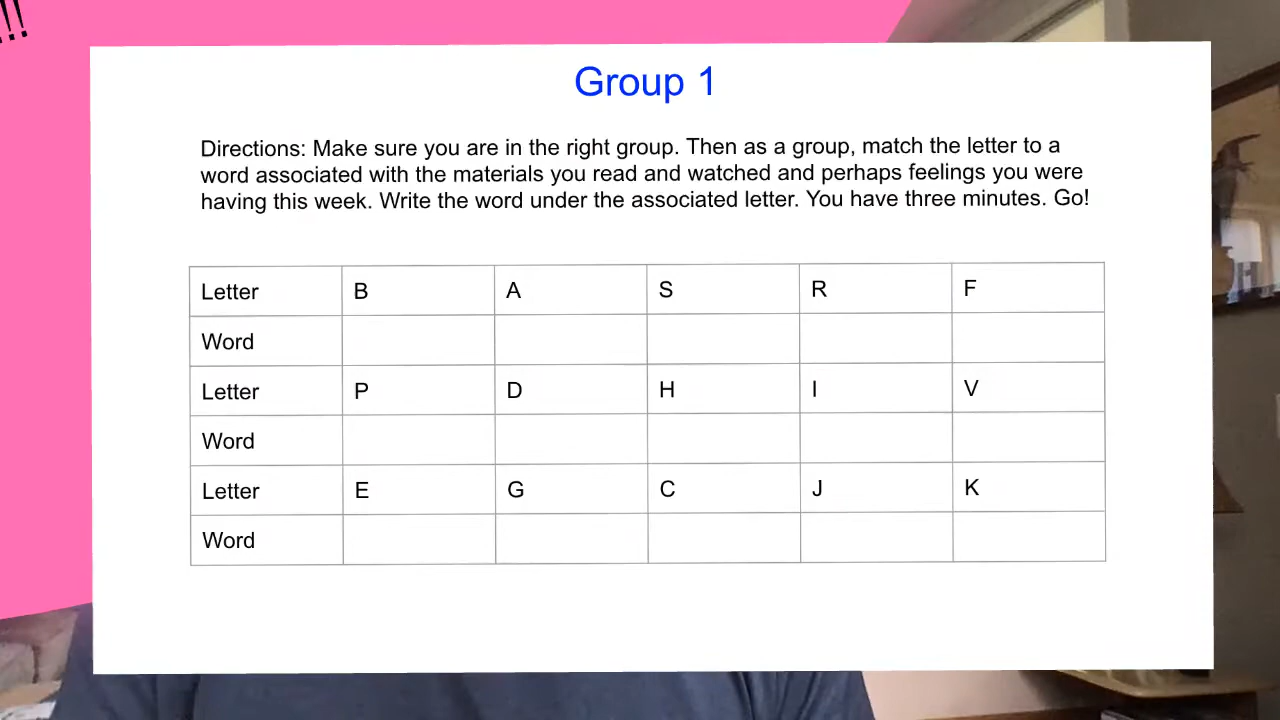 !!!
Group 1
Directions: Make sure you are in the right group. Then as a group, match the letter to a
word associated with the materials you read and watched and perhaps feelings you were
having this week. Write the word under the associated letter. You have three minutes. Go!
Letter B A S R F
Word
Letter P D H I V
Word
Letter E G C J K
Word